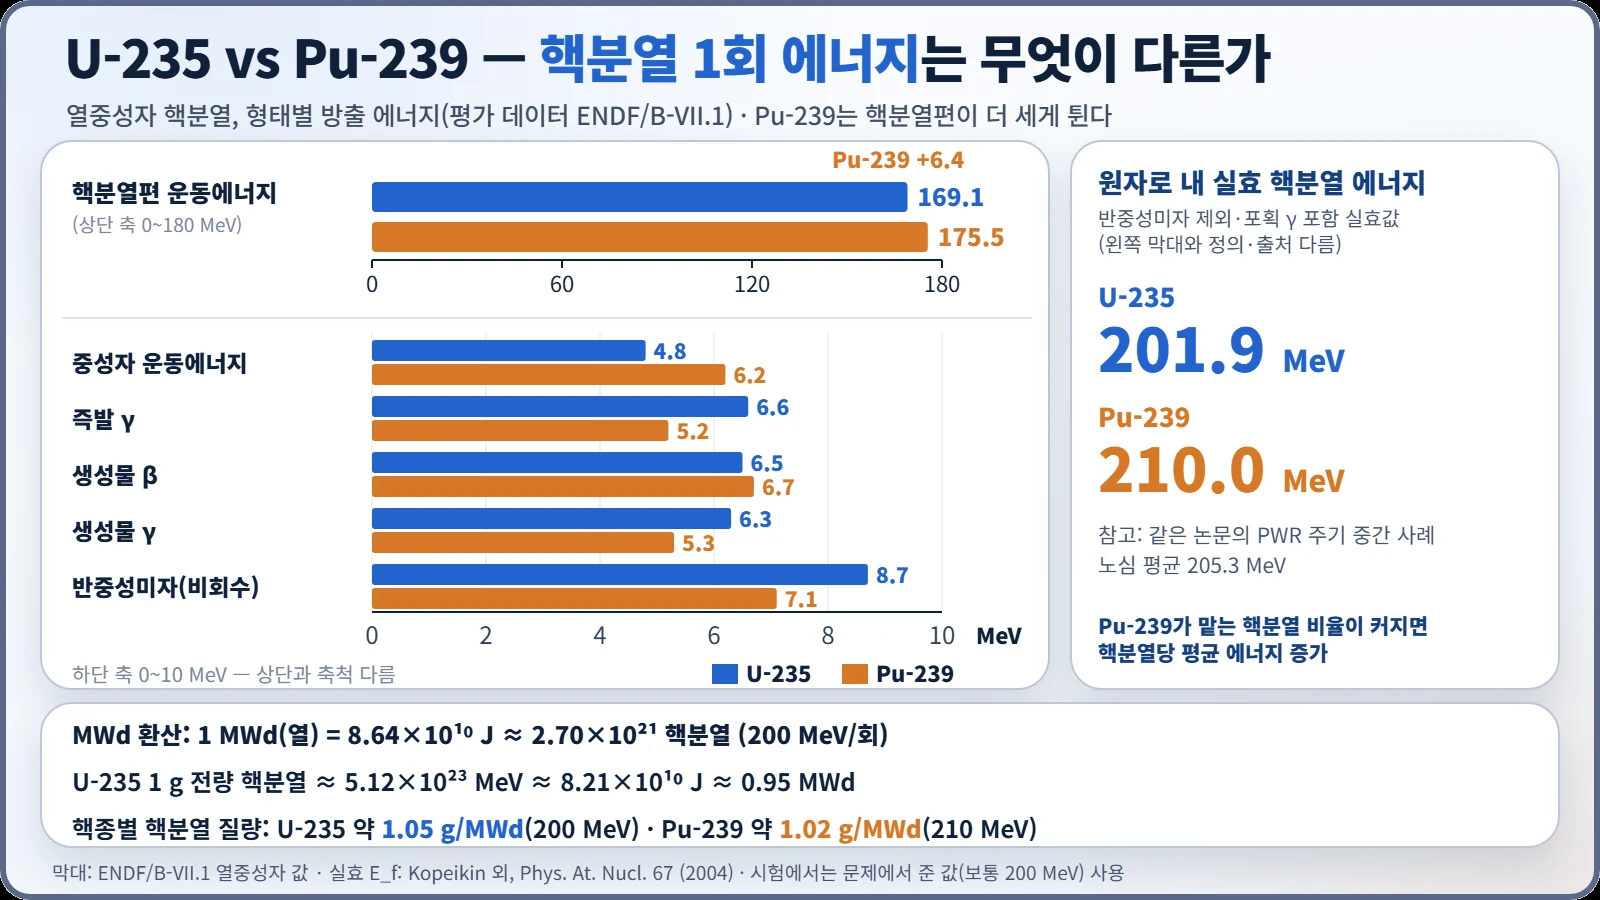 U-235 vs Pu-239 — 핵분열 1회 에너지는 무엇이 다른가
열중성자 핵분열, 형태별 방출 에너지(평가 데이터 ENDF/B-VII.1) · Pu-239는 핵분열편이 더 세게 튄다
Pu-239 +6.4
핵분열편 운동에너지
(상단 축 0~180 MeV)
169.1
175.5
0 60 120 180
중성자 운동에너지
4.8
6.2
즉발 γ
6.6
5.2
생성물 β
6.5
6.7
생성물 γ
6.3
5.3
반중성미자(비회수)
8.7
7.1
0 2 4 6 8 10 MeV
하단 축 0~10 MeV — 상단과 축척 다름
U-235 Pu-239
원자로 내 실효 핵분열 에너지
반중성미자 제외·포획 γ 포함 실효값
(왼쪽 막대와 정의·출처 다름)
U-235
201.9 MeV
Pu-239
210.0 MeV
참고: 같은 논문의 PWR 주기 중간 사례
노심 평균 205.3 MeV
Pu-239가 맡는 핵분열 비율이 커지면
핵분열당 평균 에너지 증가
MWd 환산: 1 MWd(열) = 8.64×10¹⁰ J ≈ 2.70×10²¹ 핵분열 (200 MeV/회)
U-235 1 g 전량 핵분열 ≈ 5.12×10²³ MeV ≈ 8.21×10¹⁰ J ≈ 0.95 MWd
핵종별 핵분열 질량: U-235 약 1.05 g/MWd(200 MeV) · Pu-239 약 1.02 g/MWd(210 MeV)
막대: ENDF/B-VII.1 열중성자 값 · 실효 E_f: Kopeikin 외, Phys. At. Nucl. 67 (2004) · 시험에서는 문제에서 준 값(보통 200 MeV) 사용